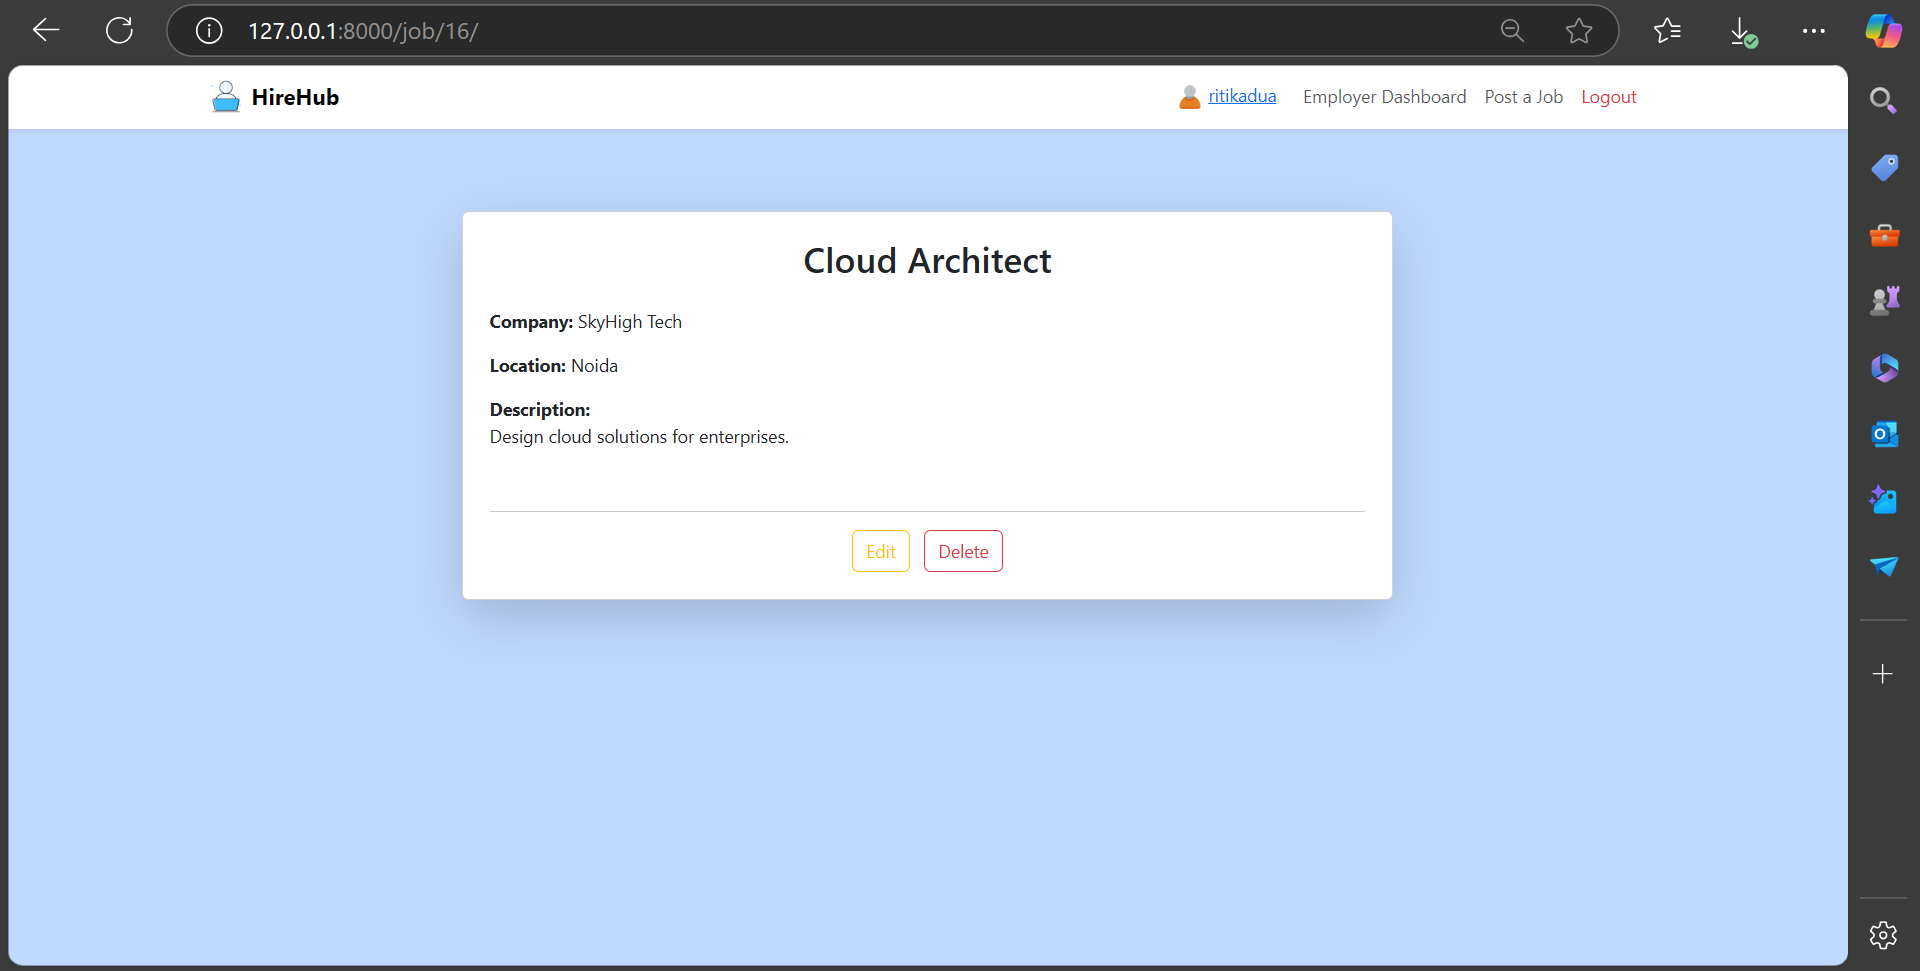 127.0.0.1:8000/job/16/
HireHub
ritikadua Employer Dashboard Post a Job Logout
Cloud Architect
Company: SkyHigh Tech
Location: Noida
Description:
Design cloud solutions for enterprises.
Edit Delete